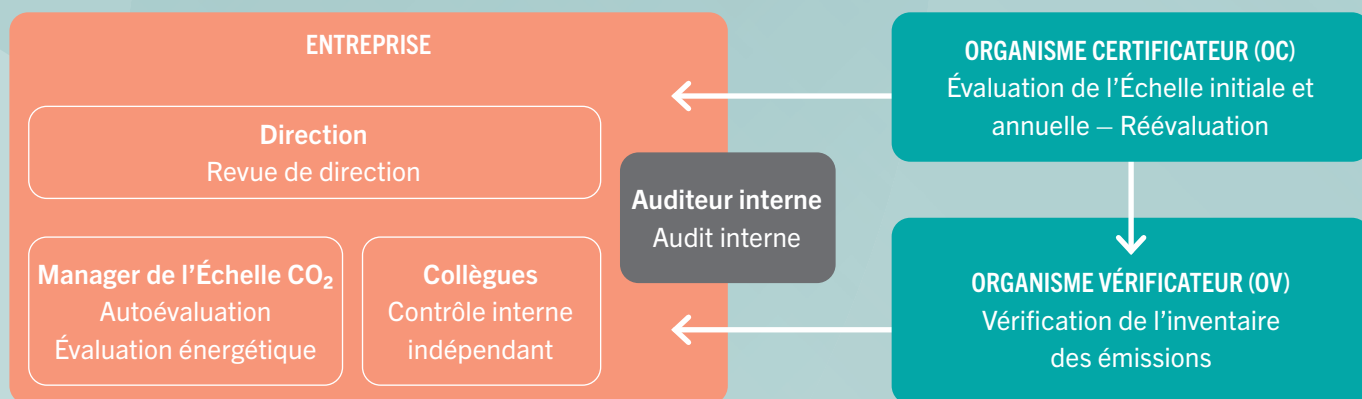 ENTREPRISE
Direction
Revue de direction
Manager de l’Échelle CO₂
Autoévaluation
Évaluation énergétique
Collègues
Contrôle interne
indépendant
Auditeur interne
Audit interne
ORGANISME CERTIFICATEUR (OC)
Évaluation de l’Échelle initiale et
annuelle – Réévaluation
ORGANISME VÉRIFICATEUR (OV)
Vérification de l’inventaire
des émissions